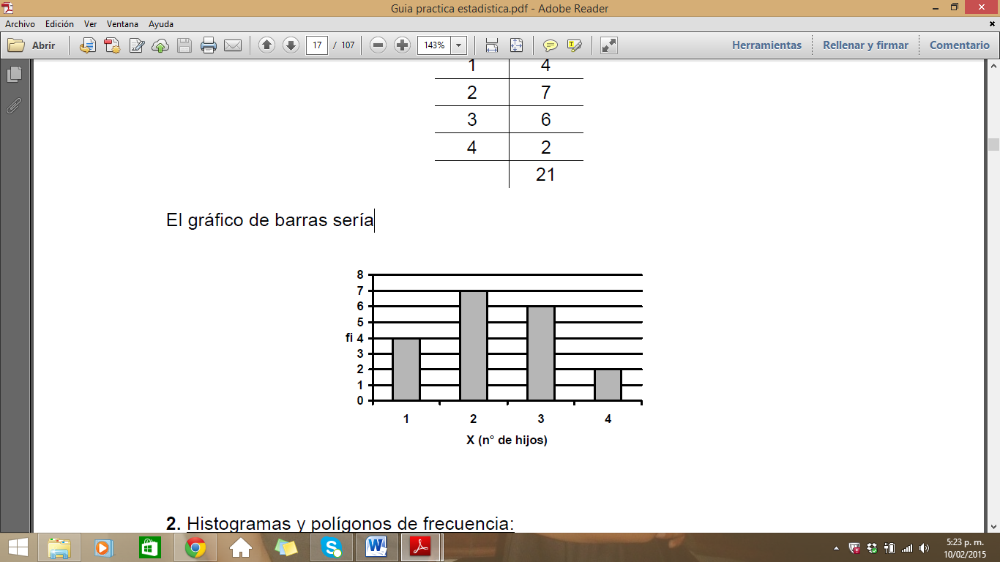 Guia practica estadistica.pdf - Adobe Reader
Archivo Edición Ver Ventana Ayuda
Abrir 17 / 107 143% Herramientas Rellenar y firmar Comentario
1 4
2 7
3 6
4 2
21
El gráfico de barras sería
8
7
6
5
fi 4
3
2
1
0
1 2 3 4
X (n° de hijos)
2. Histogramas y polígonos de frecuencia:
5:23 p. m.
10/02/2015